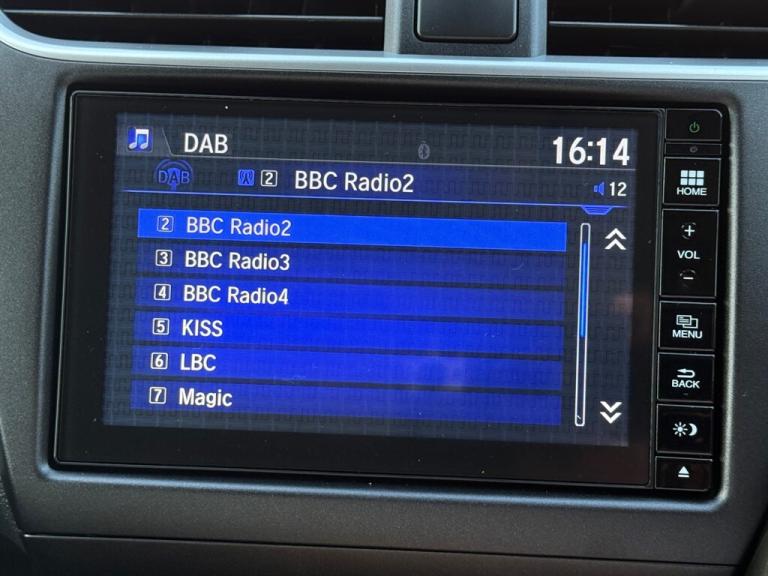 DAB
16:14
DAB 2 BBC Radio2
12
2 BBC Radio2
3 BBC Radio3
4 BBC Radio4
5 KISS
6 LBC
7 Magic
HOME
+
VOL
-
MENU
BACK